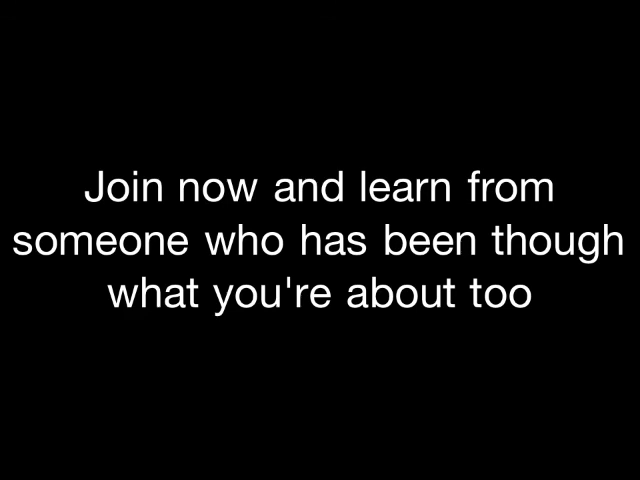 Join now and learn from
someone who has been though
what you're about too